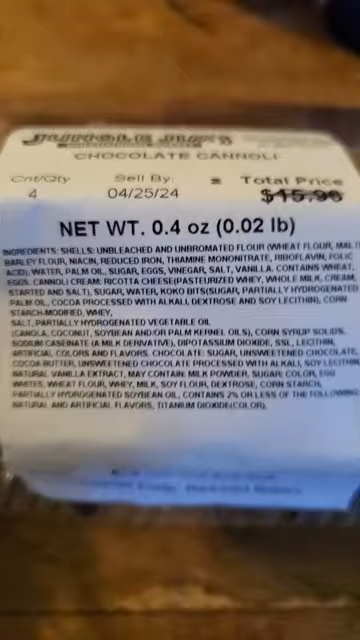 JUNGLE JIM'S
CHOCOLATE CANNOLI
Cnt/Qty Sell By: Total Price
4 04/25/24 $15.96
NET WT. 0.4 oz (0.02 lb)
INGREDIENTS: SHELLS: UNBLEACHED AND UNBROMATED FLOUR (WHEAT FLOUR, MALT
BARLEY FLOUR, NIACIN, REDUCED IRON, THIAMINE MONONITRATE, RIBOFLAVIN, FOLIC
ACID), WATER, PALM OIL, SUGAR, EGGS, VINEGAR, SALT, VANILLA. CONTAINS WHEAT,
EGGS. CANNOLI CREAM: RICOTTA CHEESE(PASTEURIZED WHEY, WHOLE MILK, CREAM,
STARTED AND SALT), SUGAR, WATER, KOKO BITS(SUGAR, PARTIALLY HYDROGENATED
PALM OIL, COCOA PROCESSED WITH ALKALI, DEXTROSE AND SOY LECITHIN), CORN
STARCH-MODIFIED, WHEY,
SALT, PARTIALLY HYDROGENATED VEGETABLE OIL
(CANOLA, COCONUT, SOYBEAN AND/OR PALM KERNEL OILS), CORN SYRUP SOLIDS,
SODIUM CASEINATE (A MILK DERIVATIVE), DIPOTASSIUM DIOXIDE, SSL, LECITHIN,
ARTIFICIAL COLORS AND FLAVORS. CHOCOLATE: SUGAR, UNSWEETENED CHOCOLATE,
COCOA BUTTER, UNSWEETENED CHOCOLATE PROCESSED WITH ALKALI, SOY LECITHIN,
NATURAL VANILLA EXTRACT, MAY CONTAIN: MILK POWDER, SUGAR: COLOR, EGG
WHITES, WHEAT FLOUR, WHEY, MILK, SOY FLOUR, DEXTROSE, CORN STARCH,
PARTIALLY HYDROGENATED SOYBEAN OIL, CONTAINS 2% OR LESS OF THE FOLLOWING:
NATURAL AND ARTIFICIAL FLAVORS, TITANIUM DIOXIDE(COLOR).